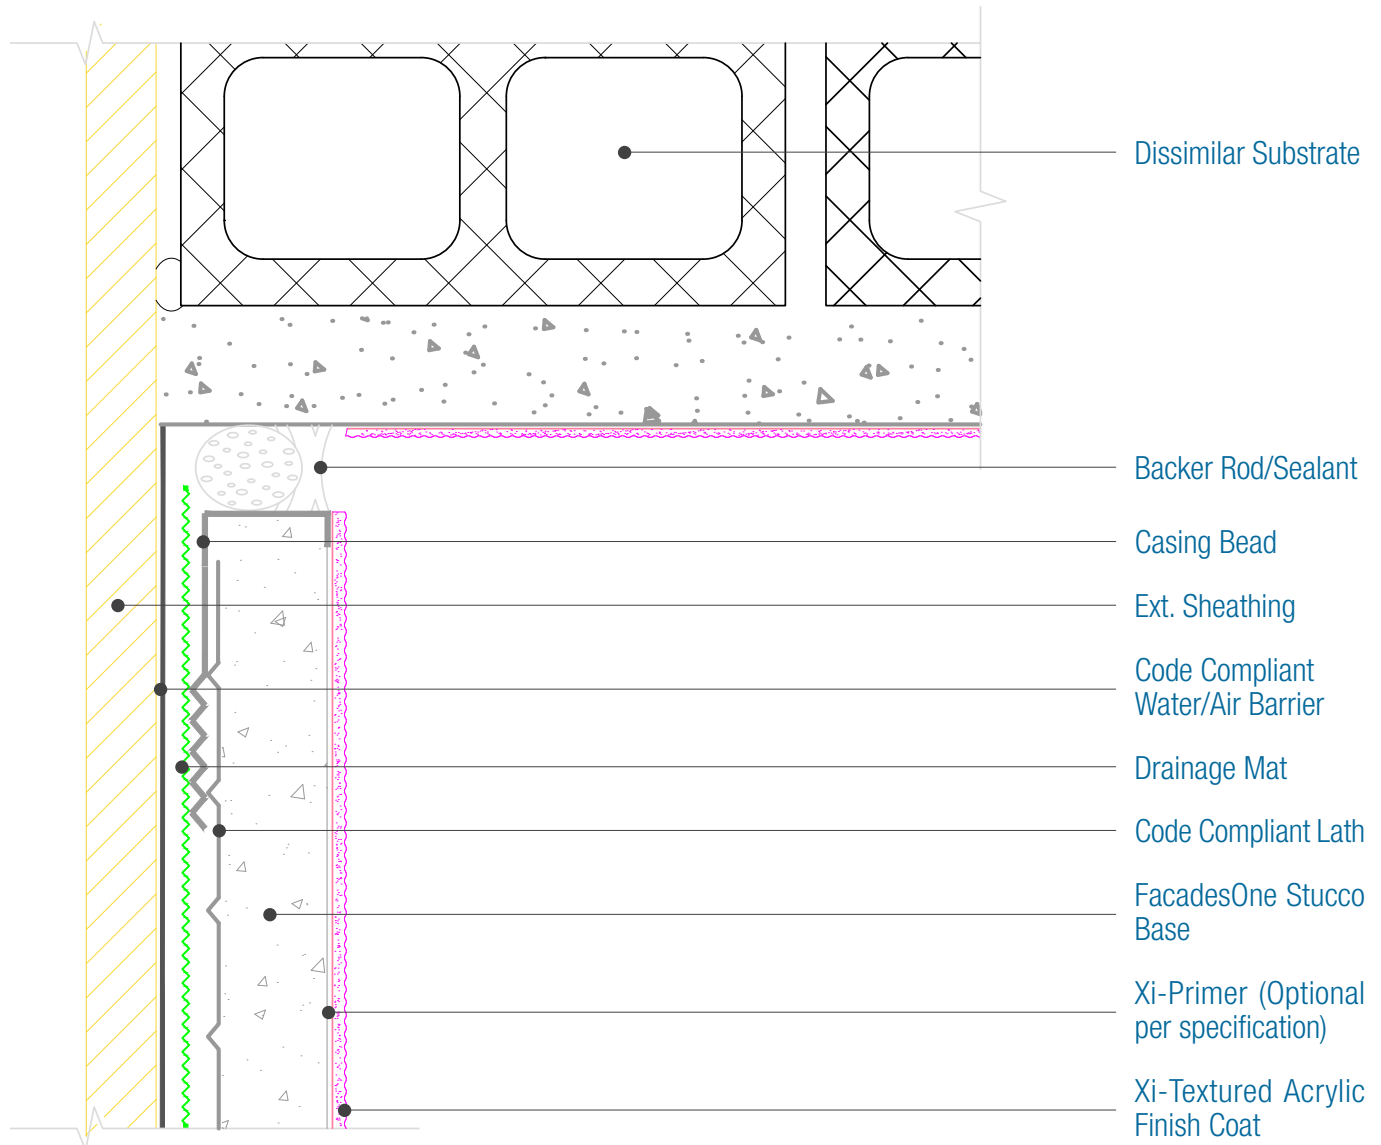 Dissimilar Substrate
Backer Rod/Sealant
Casing Bead
Ext. Sheathing
Code Compliant
Water/Air Barrier
Drainage Mat
Code Compliant Lath
FacadesOne Stucco
Base
Xi-Primer (Optional
per specification)
Xi-Textured Acrylic
Finish Coat